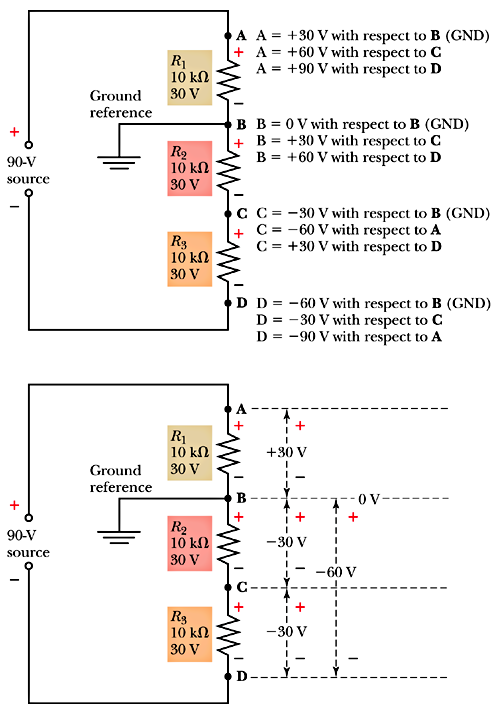 A A = +30 V with respect to B (GND)
+ A = +60 V with respect to C
A = +90 V with respect to D
R1
10 kΩ
30 V
−
Ground
reference
B B = 0 V with respect to B (GND)
+ B = +30 V with respect to C
B = +60 V with respect to D
+
90-V
source
−
R2
10 kΩ
30 V
−
C C = −30 V with respect to B (GND)
+ C = −60 V with respect to A
C = +30 V with respect to D
R3
10 kΩ
30 V
−
D D = −60 V with respect to B (GND)
D = −30 V with respect to C
D = −90 V with respect to A
A
+ +
R1
10 kΩ
30 V
+30 V
− −
Ground
reference
B 0 V
+ + +
+
90-V
source
−
R2
10 kΩ
30 V
−30 V
− −
−60 V
C
+ +
R3
10 kΩ
30 V
−30 V
− − −
D